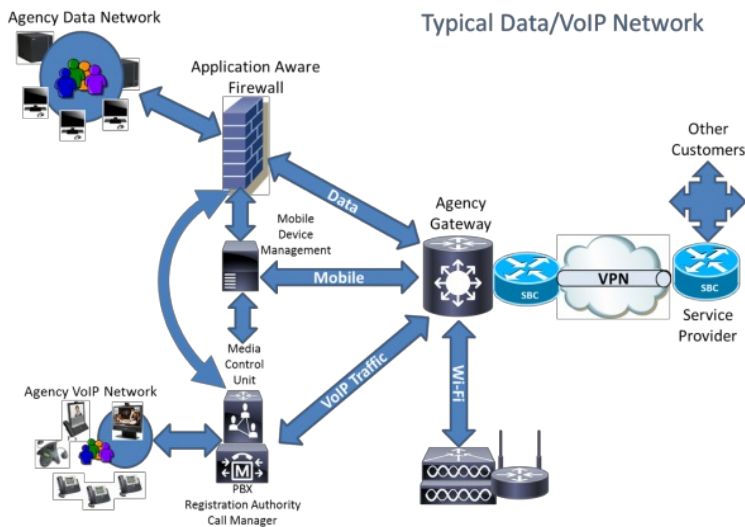 Agency Data Network
Typical Data/VoIP Network
Application Aware
Firewall
Other
Customers
Data
Agency
Gateway
Mobile
Device
Management
Mobile
SBC
VPN
SBC
Service
Provider
Media
Control
Unit
VoIP Traffic
Wi-Fi
Agency VoIP Network
M
PBX
Registration Authority
Call Manager